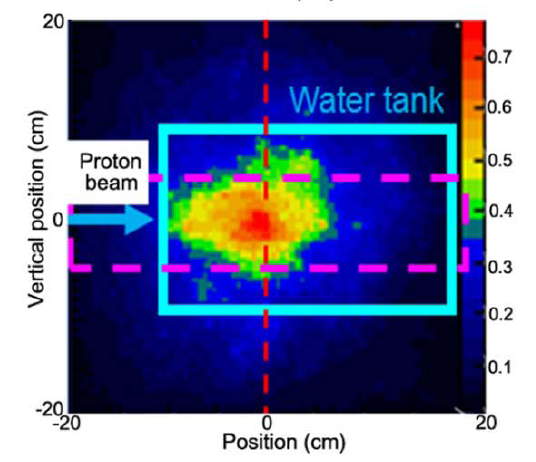 20
0.7
Water tank
0.6
Vertical position (cm)
Proton
beam
0.5
0.4
0
0.3
0.2
0.1
-20
-20
0
20
Position (cm)